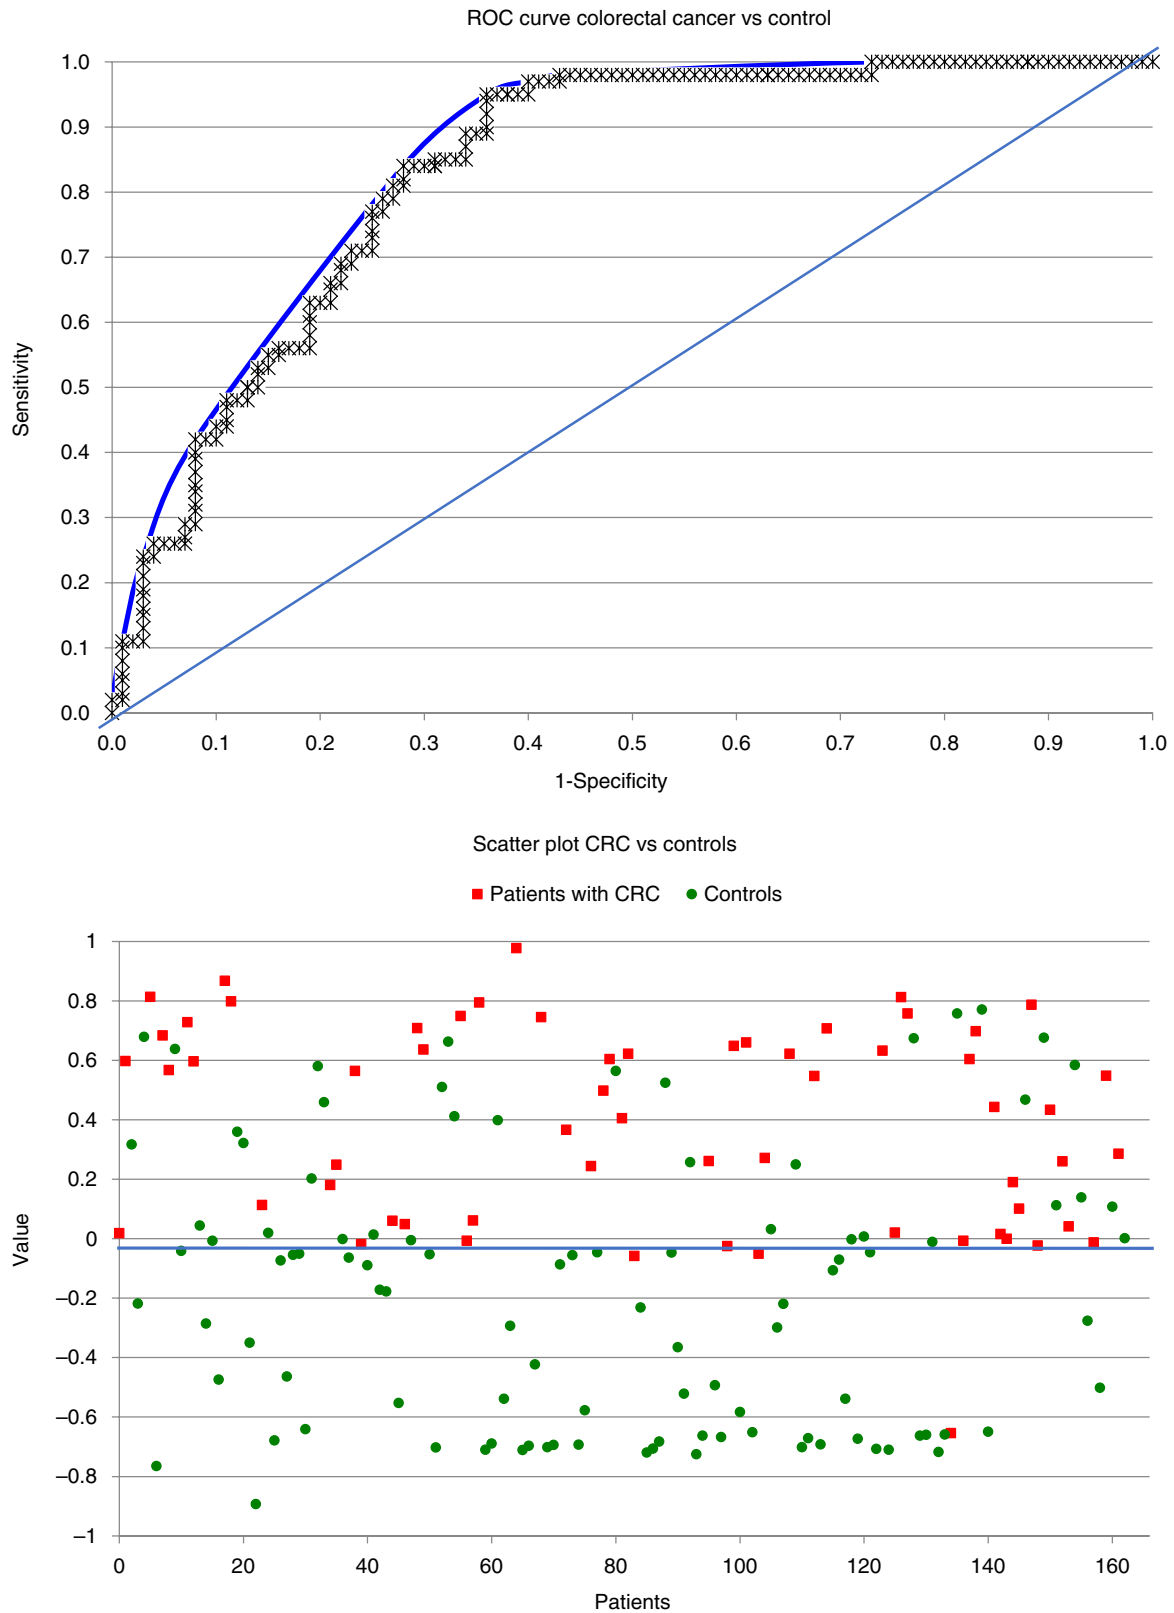 ROC curve colorectal cancer vs control
1.0
0.9
0.8
0.7
0.6
0.5
0.4
0.3
0.2
0.1
0.0
Sensitivity
0.0 0.1 0.2 0.3 0.4 0.5 0.6 0.7 0.8 0.9 1.0
1-Specificity
Scatter plot CRC vs controls
Patients with CRC Controls
1
0.8
0.6
0.4
0.2
0
–0.2
–0.4
–0.6
–0.8
–1
Value
0 20 40 60 80 100 120 140 160
Patients